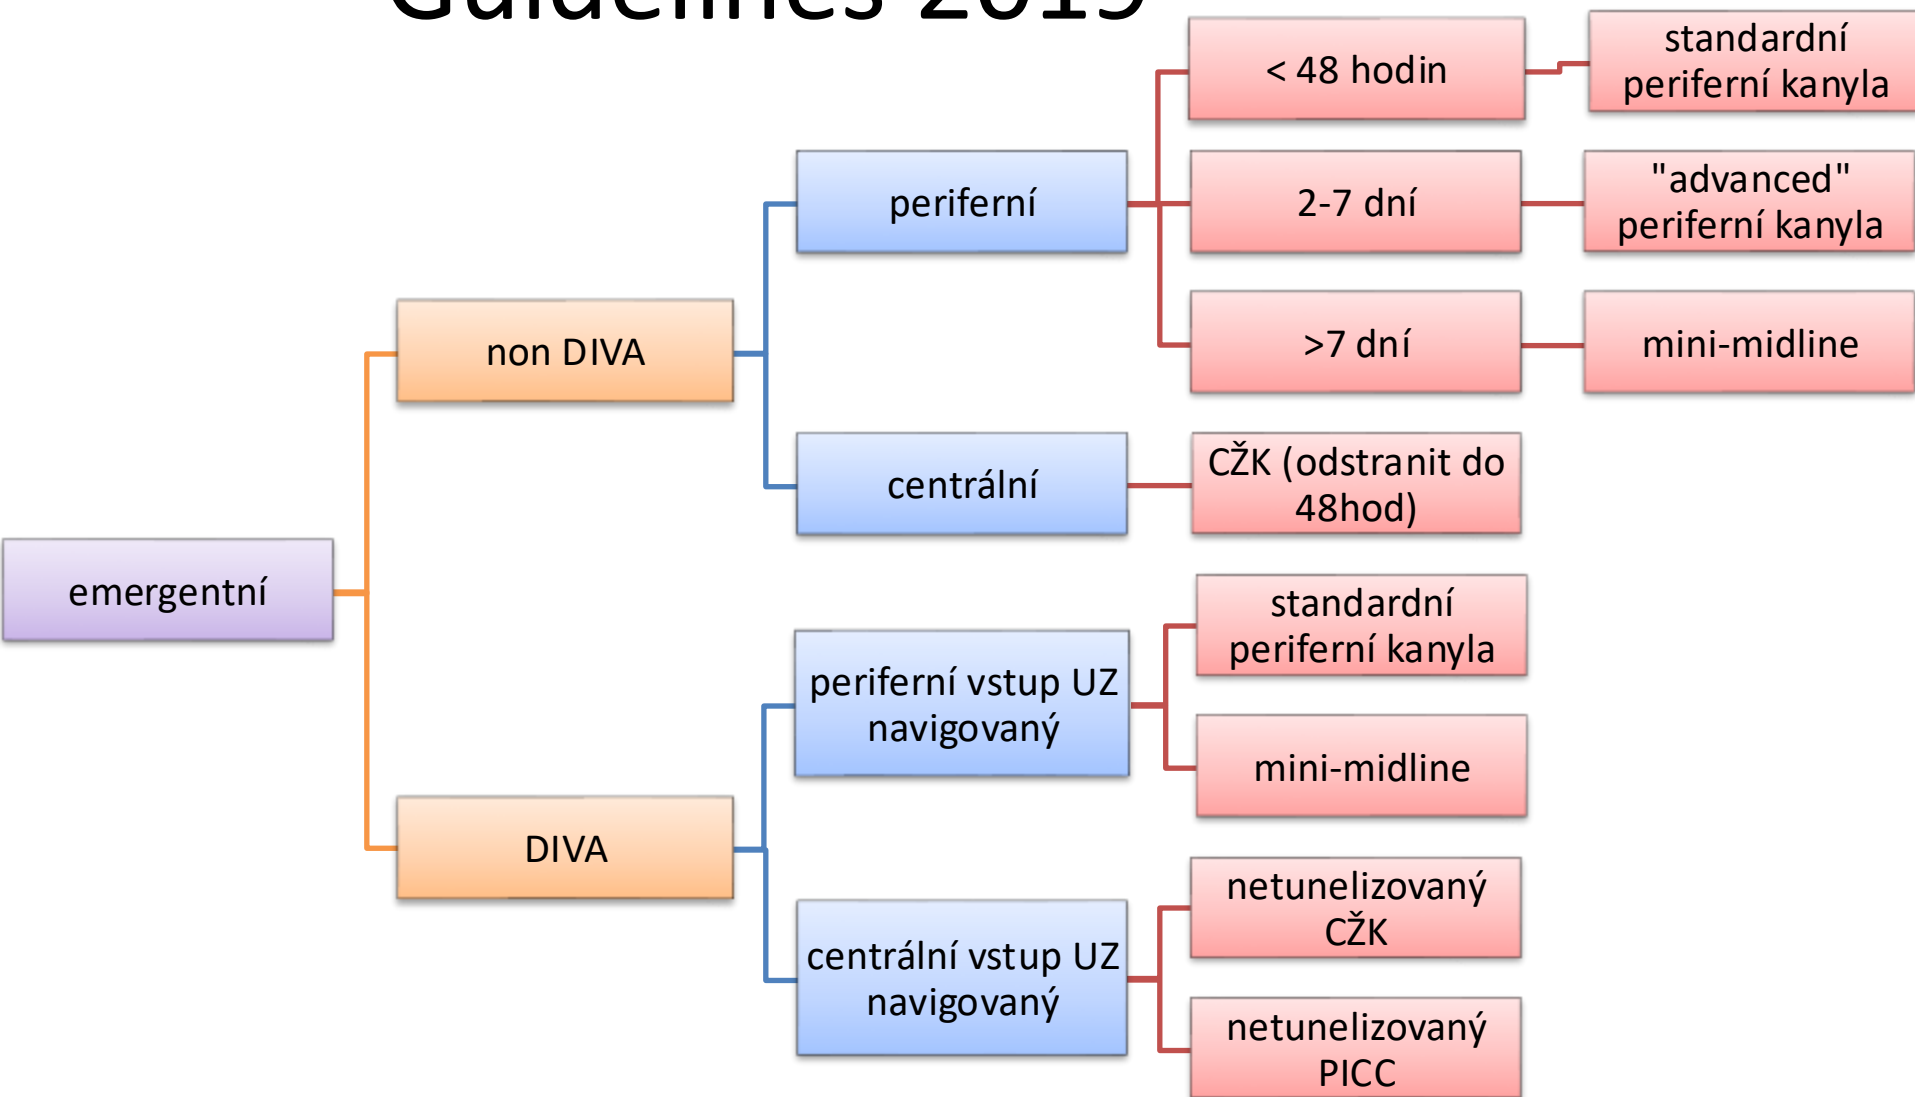 Guidelines 2019
< 48 hodin
standardní
periferní kanyla
periferní
2-7 dní
"advanced"
periferní kanyla
non DIVA
>7 dní
mini-midline
centrální
CŽK (odstranit do
48hod)
emergentní
standardní
periferní kanyla
periferní vstup UZ
navigovaný
mini-midline
DIVA
netunelizovaný
CŽK
centrální vstup UZ
navigovaný
netunelizovaný
PICC